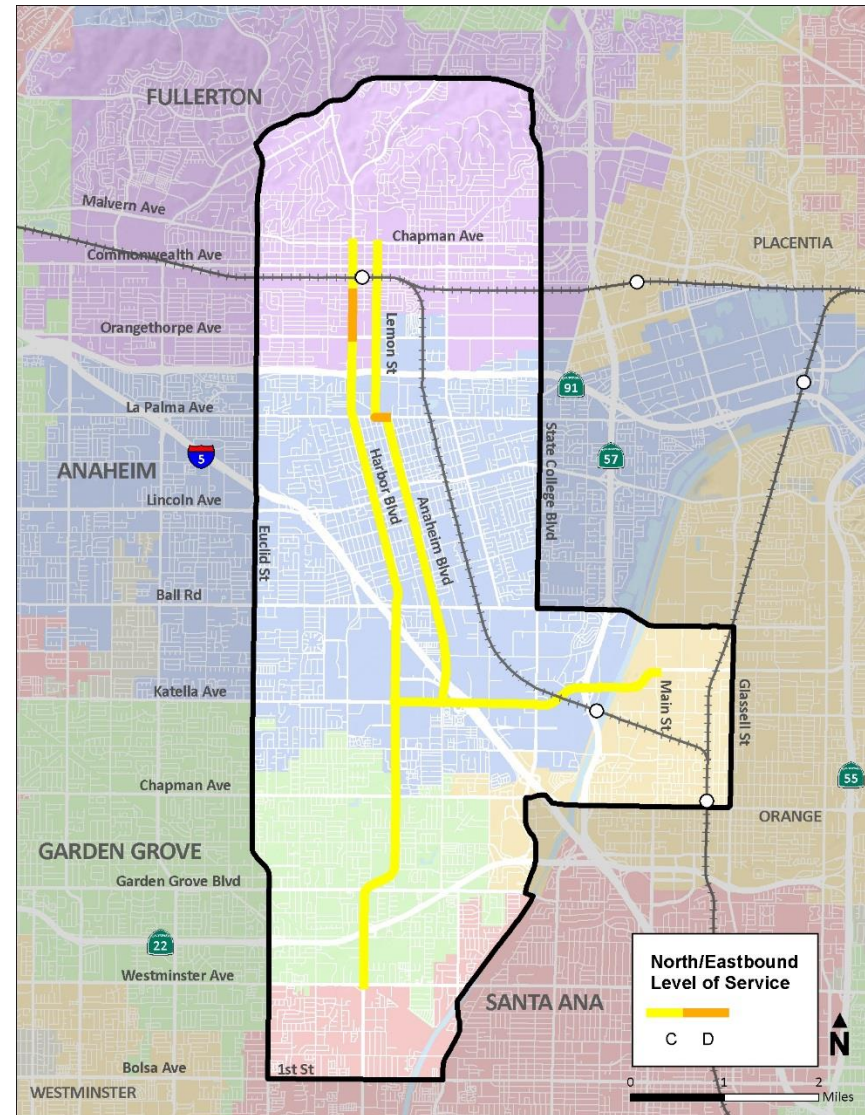 FULLERTON
Malvern Ave
Chapman Ave
Commonwealth Ave
PLACENTIA
Orangethorpe Ave
Lemon St
91
La Palma Ave
5
57
ANAHEIM
State College Blvd
Harbor Blvd
Lincoln Ave
Anaheim Blvd
Euclid St
Ball Rd
Katella Ave
Main St
Glassell St
Chapman Ave
55
ORANGE
GARDEN GROVE
Garden Grove Blvd
22
North/Eastbound
Level of Service
C D
Westminster Ave
SANTA ANA
N
Bolsa Ave
1st St
WESTMINSTER
0 1 2
Miles